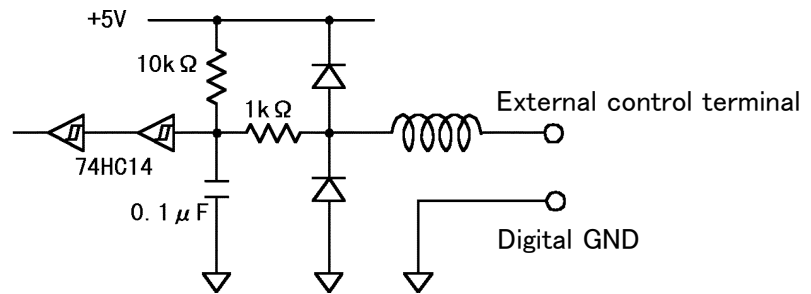 +5V
10kΩ
1kΩ
External control terminal
74HC14
0.1μF
Digital GND